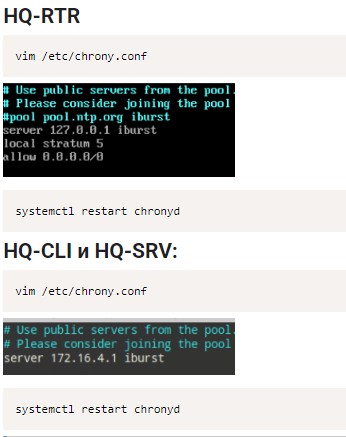 HQ-RTR
vim /etc/chrony.conf
# Use public servers from the pool.
# Please consider joining the pool
#pool pool.ntp.org iburst
server 127.0.0.1 iburst
local stratum 5
allow 0.0.0.0/0
systemctl restart chronyd
HQ-CLI и HQ-SRV:
vim /etc/chrony.conf
# Use public servers from the pool.
# Please consider joining the pool
server 172.16.4.1 iburst
systemctl restart chronyd